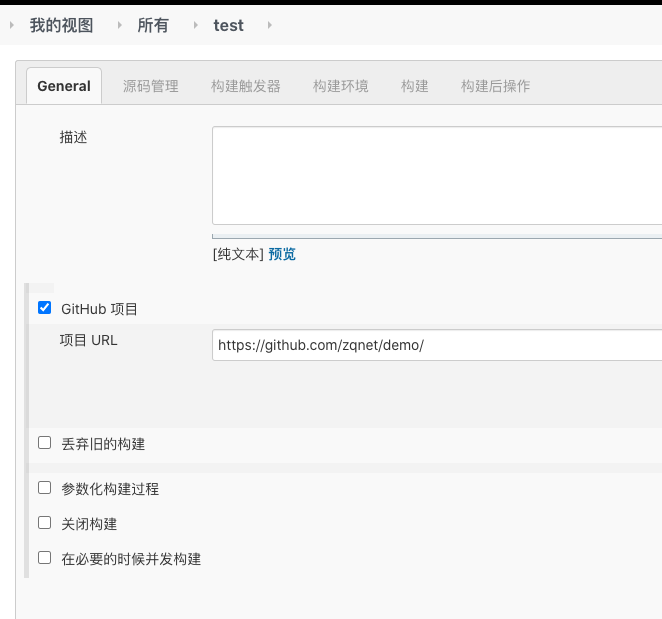 我的视图 所有 test
General 源码管理 构建触发器 构建环境 构建 构建后操作
描述
[纯文本] 预览
GitHub 项目
项目 URL https://github.com/zqnet/demo/
丢弃旧的构建
参数化构建过程
关闭构建
在必要的时候并发构建